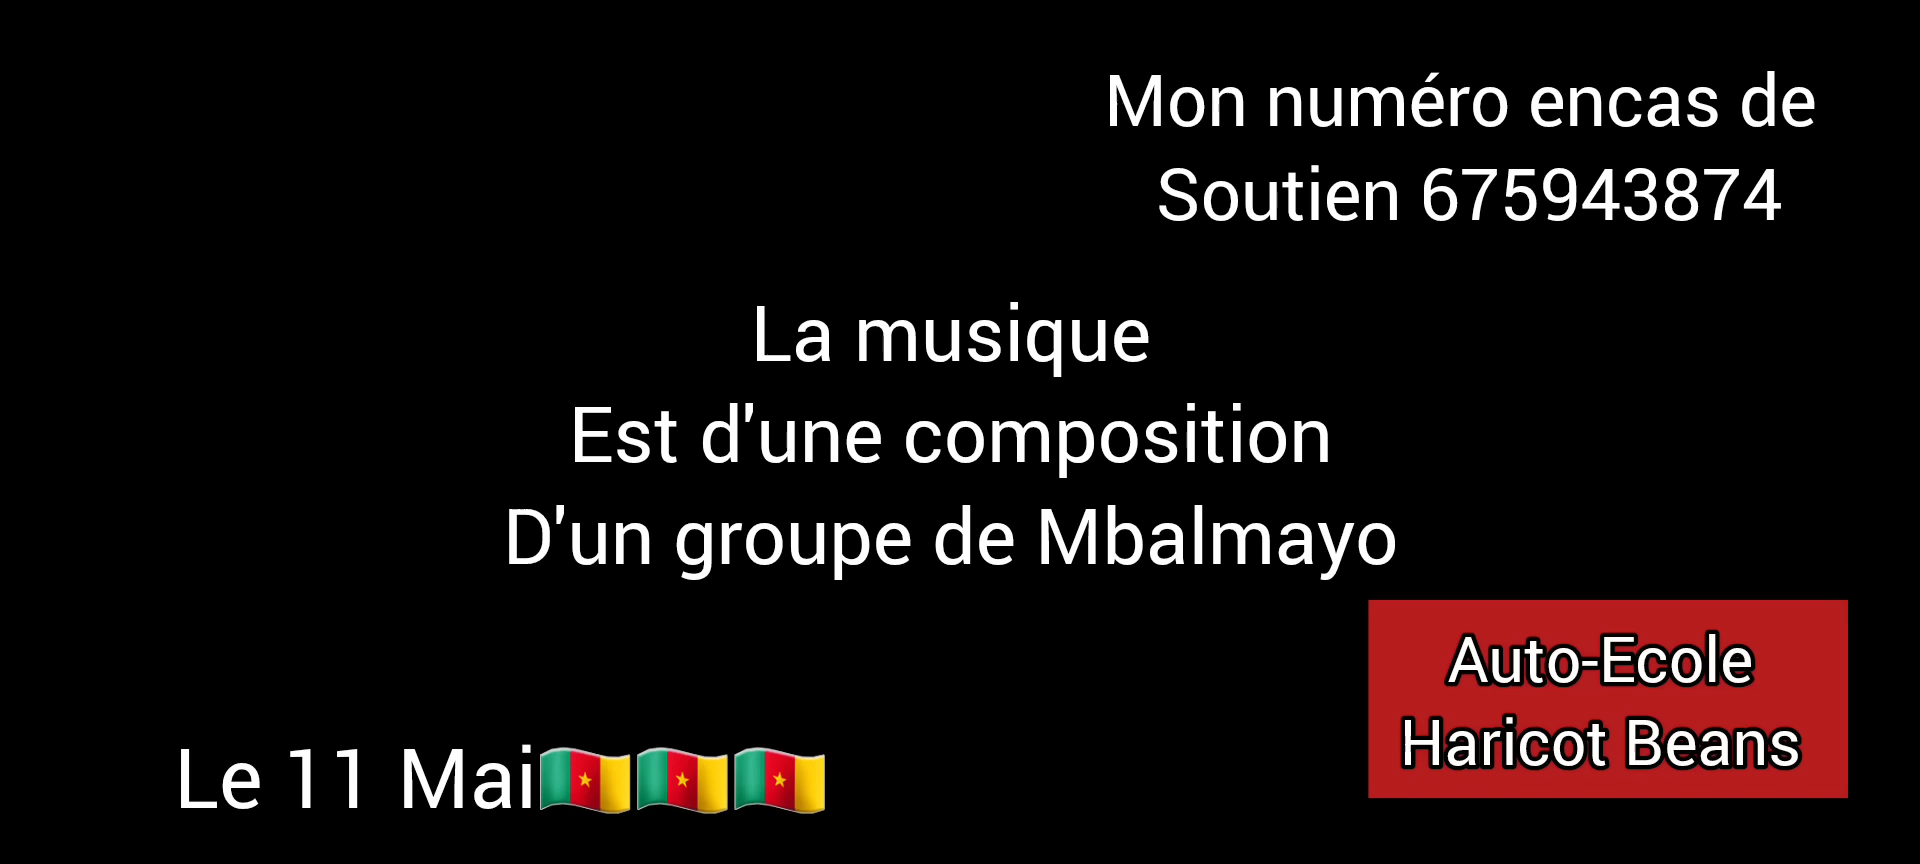 Mon numéro encas de
Soutien 675943874
La musique
Est d'une composition
D'un groupe de Mbalmayo
Auto-Ecole
Haricot Beans
Le 11 Mai🇨🇲🇨🇲🇨🇲